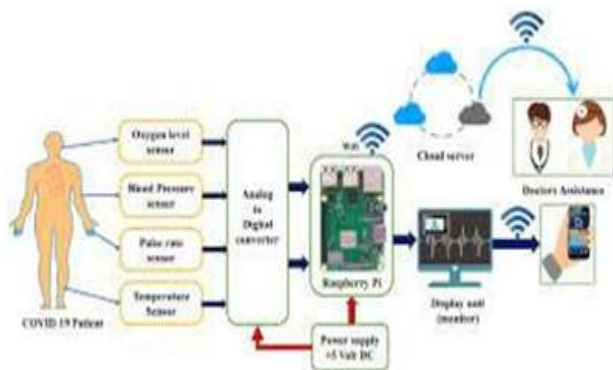 Oxygen level
sensor
Blood Pressure
sensor
Pulse rate
sensor
Temperature
Sensor
COVID 19 Patient
Analog
to
Digital
converter
Wifi
Raspberry Pi
Power supply
+5 Volt DC
Cloud server
Doctors Assistance
Display unit
(monitor)